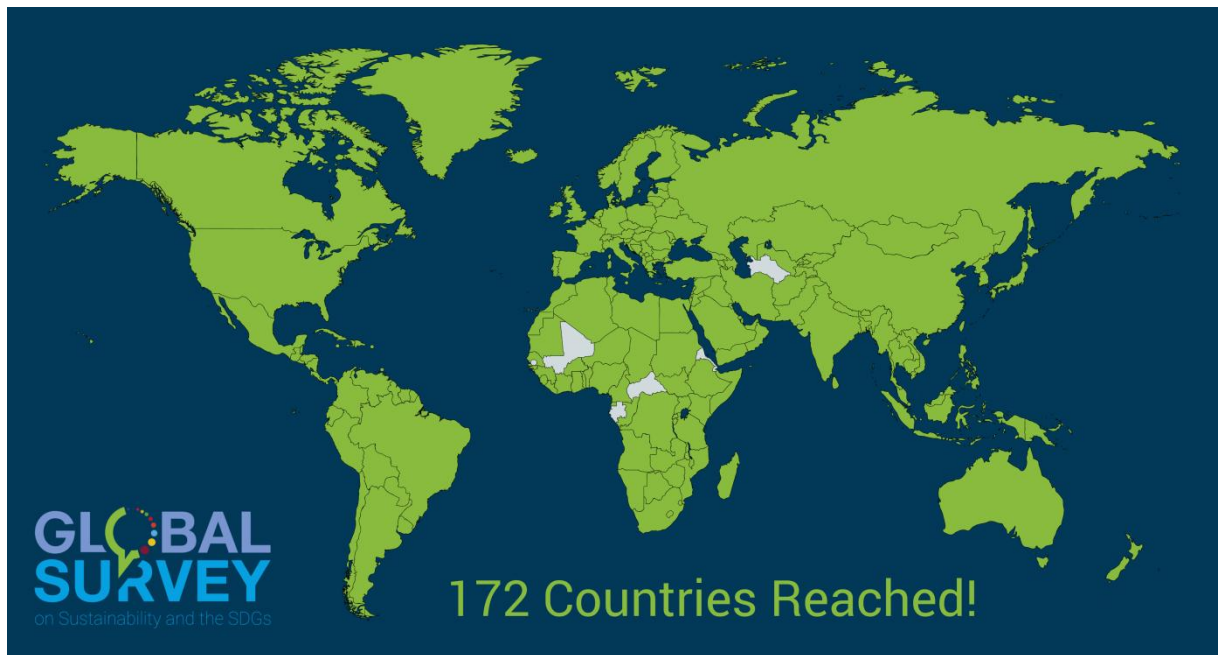 GLOBAL
SURVEY
on Sustainability and the SDGs
172 Countries Reached!